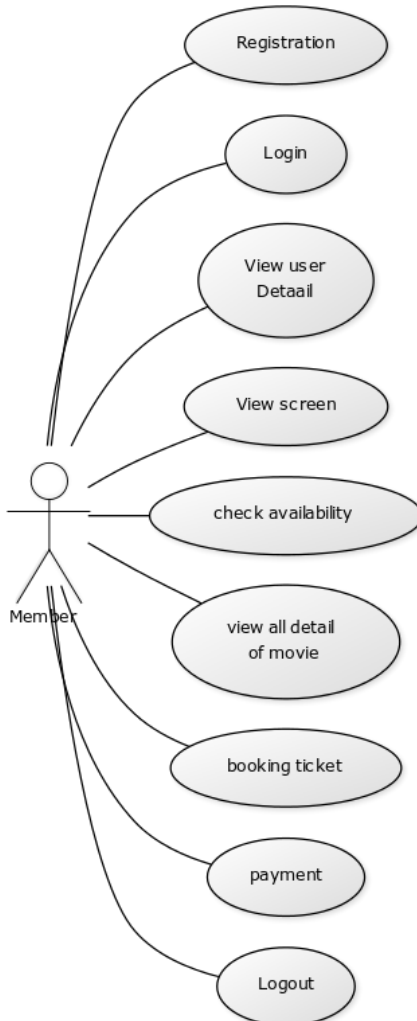 Registration
Login
View user
Detaail
View screen
check availability
Member
view all detail
of movie
booking ticket
payment
Logout